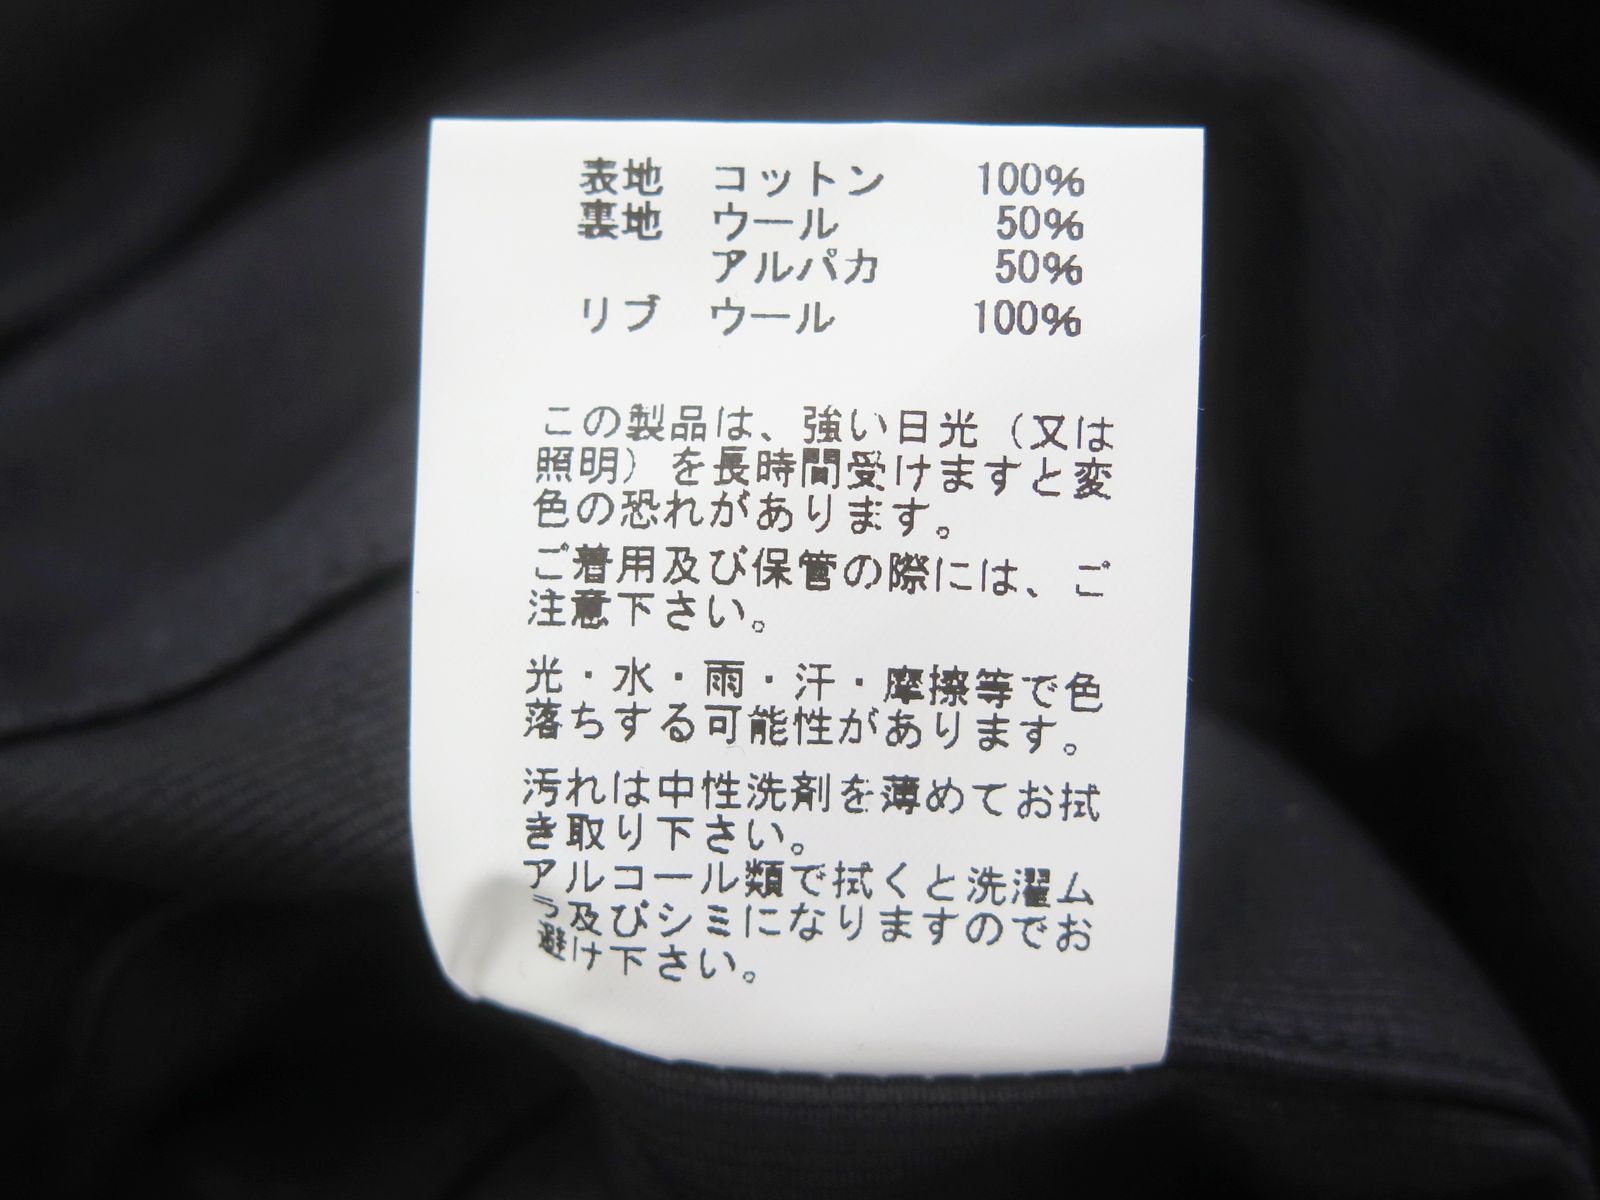 表地 コットン 100%
裏地 ウール 50%
アルパカ 50%
リブ ウール 100%
この製品は、強い日光(又は
照明)を長時間受けますと変
色の恐れがあります。
ご着用及び保管の際には、ご
注意下さい。
光・水・雨・汗・摩擦等で色
落ちする可能性があります。
汚れは中性洗剤を薄めてお拭
き取り下さい。
アルコール類で拭くと洗濯ム
ラ及びシミになりますのでお
避け下さい。